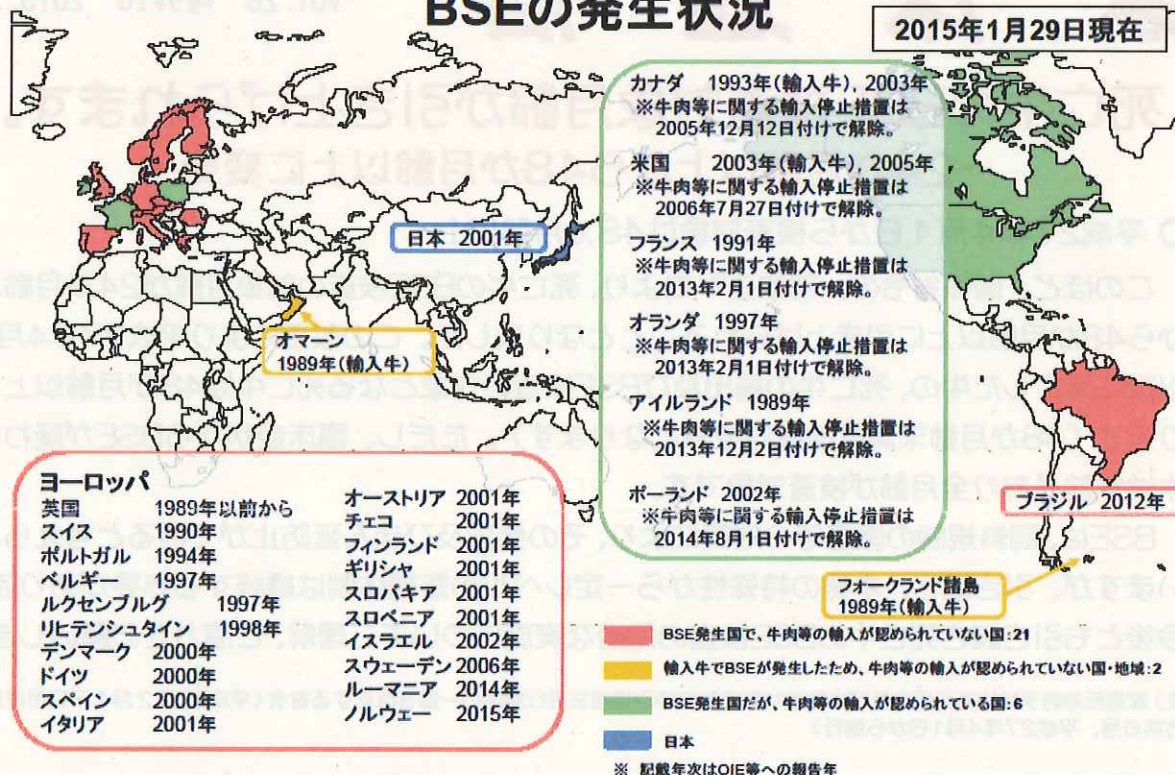 BSEの発生状況
2015年1月29日現在
カナダ 1993年(輸入牛), 2003年
※牛肉等に関する輸入停止措置は
2005年12月12日付けで解除。
米国 2003年(輸入牛), 2005年
※牛肉等に関する輸入停止措置は
2006年7月27日付けで解除。
フランス 1991年
※牛肉等に関する輸入停止措置は
2013年2月1日付けで解除。
オランダ 1997年
※牛肉等に関する輸入停止措置は
2013年2月1日付けで解除。
アイルランド 1989年
※牛肉等に関する輸入停止措置は
2013年12月2日付けで解除。
ポーランド 2002年
※牛肉等に関する輸入停止措置は
2014年8月1日付けで解除。
日本 2001年
オマーン
1989年(輸入牛)
ブラジル 2012年
フォークランド諸島
1989年(輸入牛)
ヨーロッパ
英国 1989年以前から
スイス 1990年
ポルトガル 1994年
ベルギー 1997年
ルクセンブルグ 1997年
リヒテンシュタイン 1998年
デンマーク 2000年
ドイツ 2000年
スペイン 2000年
イタリア 2001年
オーストリア 2001年
チェコ 2001年
フィンランド 2001年
ギリシャ 2001年
スロバキア 2001年
スロベニア 2001年
イスラエル 2002年
スウェーデン 2006年
ルーマニア 2014年
ノルウェー 2015年
BSE発生国で、牛肉等の輸入が認められていない国:21
輸入牛でBSEが発生したため、牛肉等の輸入が認められていない国・地域:2
BSE発生国だが、牛肉等の輸入が認められている国:6
日本
※ 記載年次はOIE等への報告年